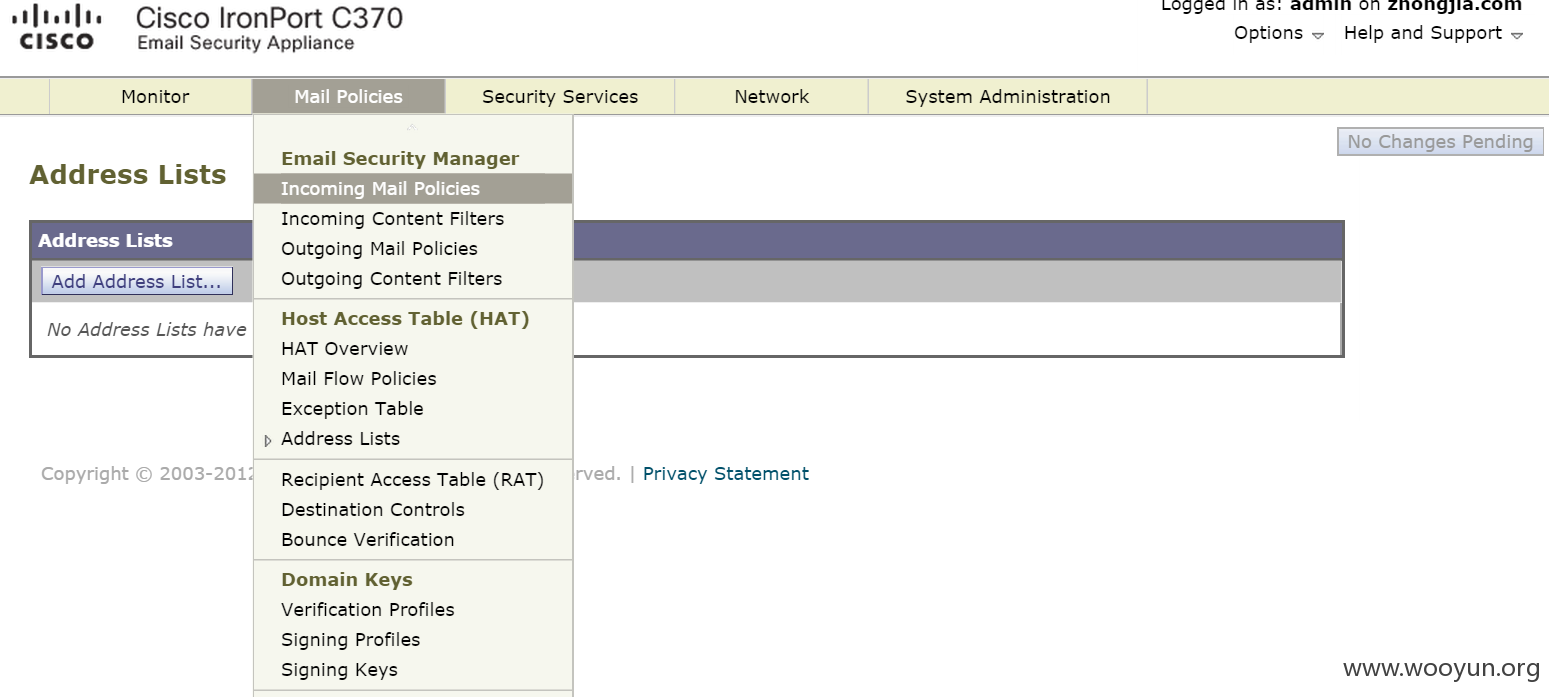 CISCO
Cisco IronPort C370
Email Security Appliance
Logged in as: admin on zhongjia.com
Options Help and Support
Monitor Mail Policies Security Services Network System Administration
No Changes Pending
Address Lists
Address Lists
Add Address List...
No Address Lists have
Email Security Manager
Incoming Mail Policies
Incoming Content Filters
Outgoing Mail Policies
Outgoing Content Filters
Host Access Table (HAT)
HAT Overview
Mail Flow Policies
Exception Table
Address Lists
Recipient Access Table (RAT)
Destination Controls
Bounce Verification
Domain Keys
Verification Profiles
Signing Profiles
Signing Keys
Copyright © 2003-2012 rved. | Privacy Statement
www.wooyun.org